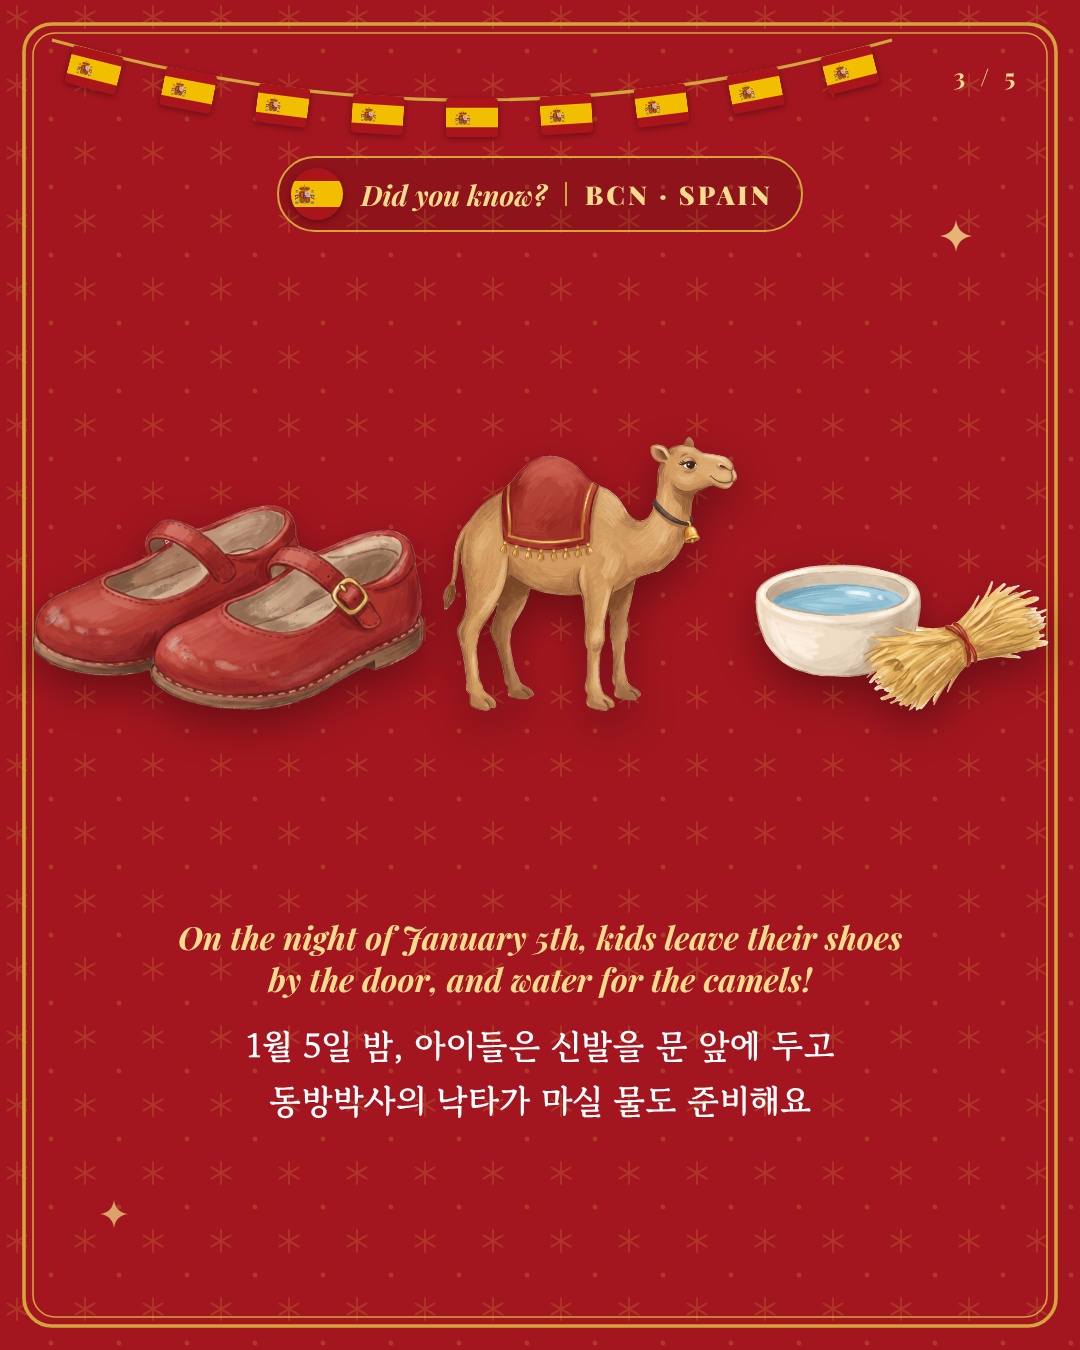 3 / 5
Did you know? | BCN · SPAIN
On the night of January 5th, kids leave their shoes
by the door, and water for the camels!
1월 5일 밤, 아이들은 신발을 문 앞에 두고
동방박사의 낙타가 마실 물도 준비해요